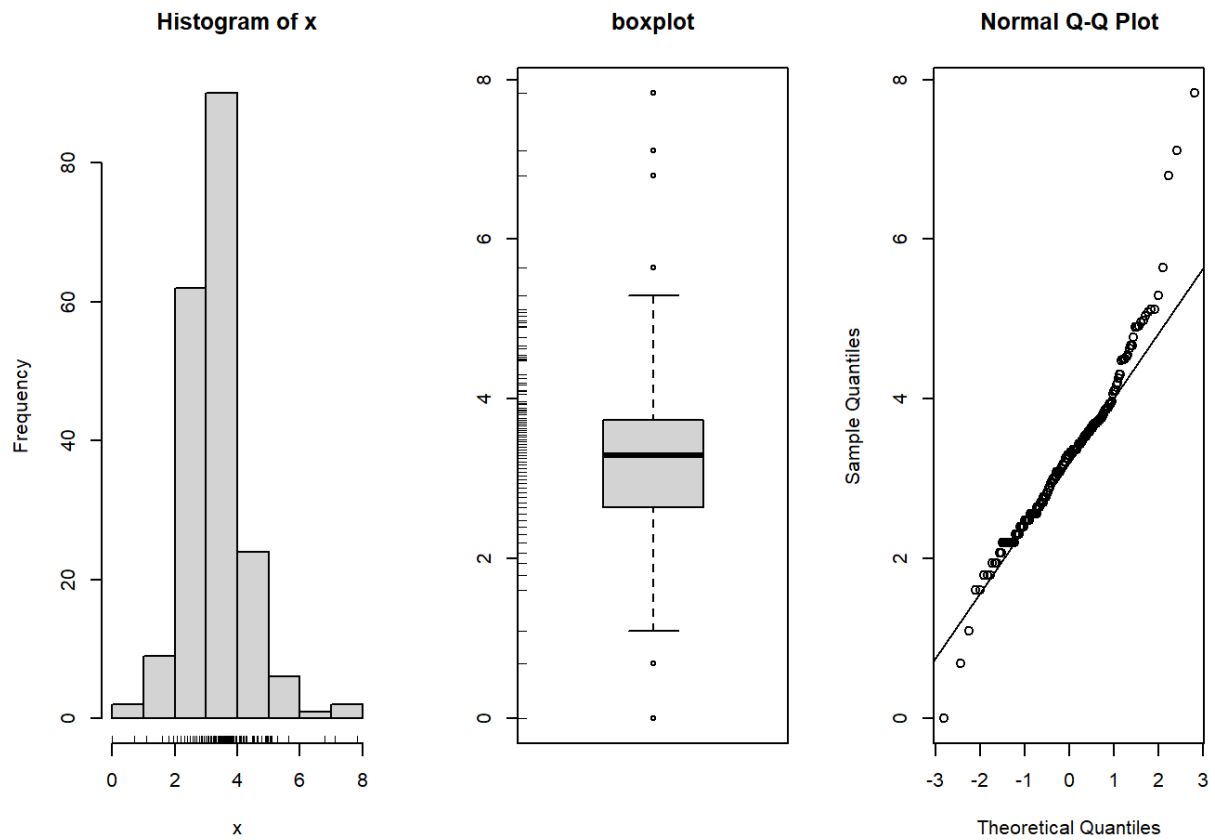 Histogram of x
Frequency
80
60
40
20
0
0 2 4 6 8
x
boxplot
8
6
4
2
0
Normal Q-Q Plot
Sample Quantiles
8
6
4
2
0
-3 -2 -1 0 1 2 3
Theoretical Quantiles